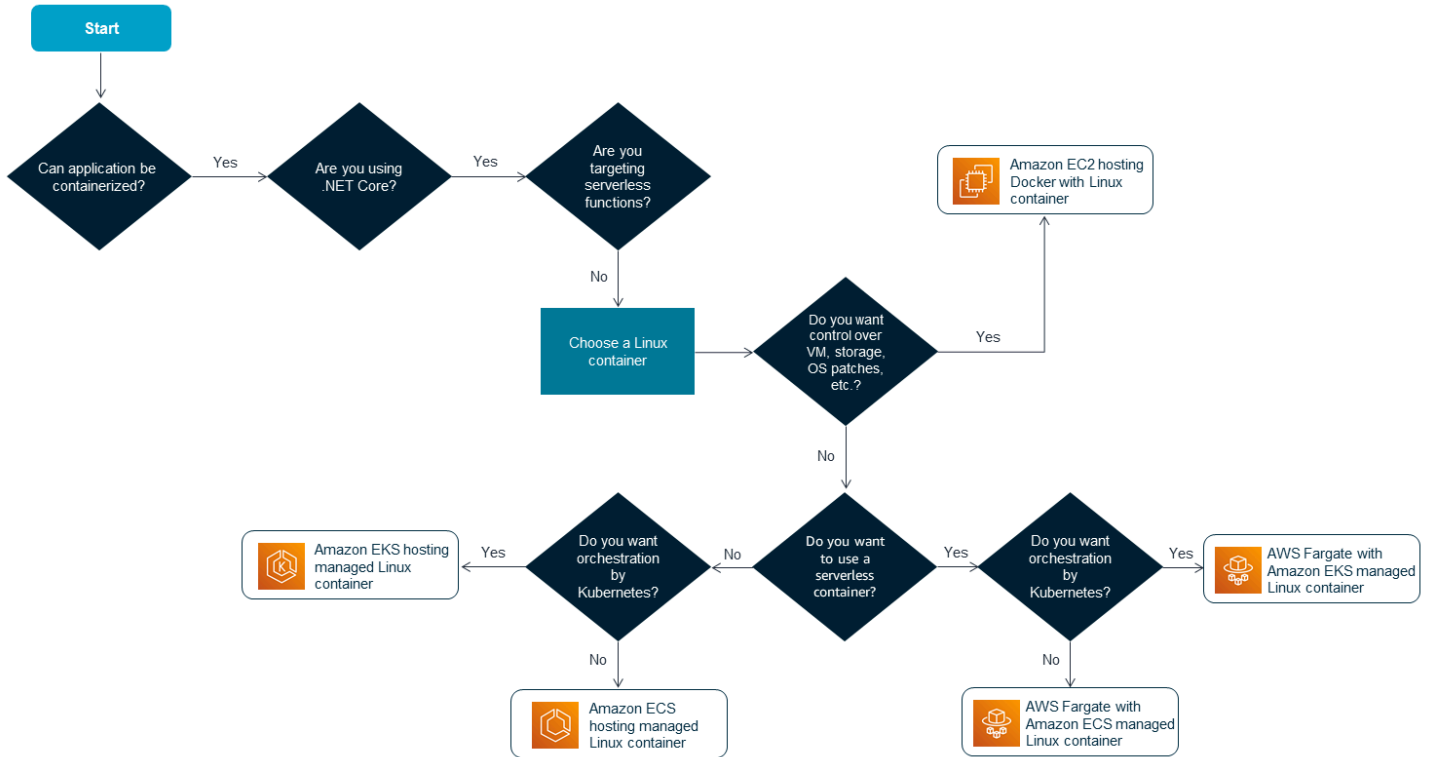 Start
Can application be
containerized?
Yes
Are you using
.NET Core?
Yes
Are you
targeting
serverless
functions?
No
Choose a Linux
container
Do you want
control over
VM, storage,
OS patches,
etc.?
Yes
Amazon EC2 hosting
Docker with Linux
container
No
Do you want
to use a
serverless
container?
No
Do you want
orchestration
by
Kubernetes?
Yes
Amazon EKS hosting
managed Linux
container
K
No
Amazon ECS
hosting managed
Linux container
Yes
Do you want
orchestration
by
Kubernetes?
Yes
AWS Fargate with
Amazon EKS managed
Linux container
No
AWS Fargate with
Amazon ECS managed
Linux container